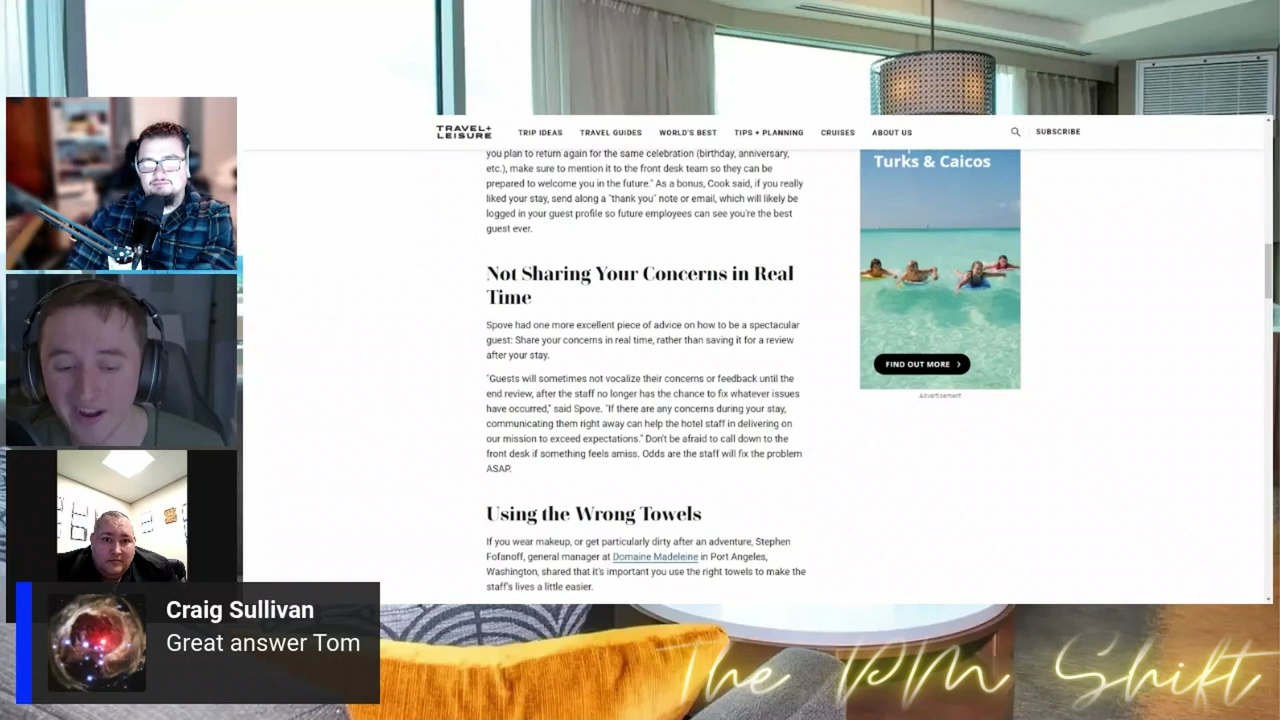 TRAVEL+
LEISURE
TRIP IDEAS
TRAVEL GUIDES
WORLD'S BEST
TIPS + PLANNING
CRUISES
ABOUT US
SUBSCRIBE
you plan to return again for the same celebration (birthday, anniversary,
etc.), make sure to mention it to the front desk team so they can be
prepared to welcome you in the future." As a bonus, Cook said, if you really
liked your stay, send along a "thank you" note or email, which will likely be
logged in your guest profile so future employees can see you're the best
guest ever.
Not Sharing Your Concerns in Real
Time
Spove had one more excellent piece of advice on how to be a spectacular
guest: Share your concerns in real time, rather than saving it for a review
after your stay.
"Guests will sometimes not vocalize their concerns or feedback until the
end review, after the staff no longer has the chance to fix whatever issues
have occurred," said Spove. "If there are any concerns during your stay,
communicating them right away can help the hotel staff in delivering on
our mission to exceed expectations." Don't be afraid to call down to the
front desk if something feels amiss. Odds are the staff will fix the problem
ASAP.
Using the Wrong Towels
If you wear makeup, or get particularly dirty after an adventure, Stephen
Fofanoff, general manager at Domaine Madeleine in Port Angeles,
Washington, shared that it's important you use the right towels to make the
staff's lives a little easier.
Turks & Caicos
FIND OUT MORE
Advertisement
Craig Sullivan
Great answer Tom
The PM Shift